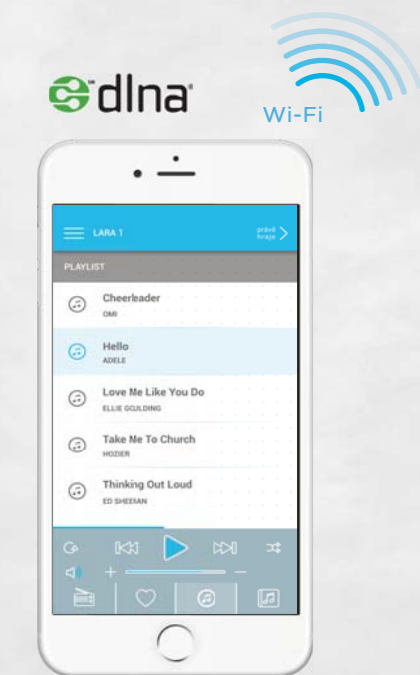 dlna
Wi-Fi
LARA 1
právě
hraje
PLAYLIST
Cheerleader
OMI
Hello
ADELE
Love Me Like You Do
ELLIE GOULDING
Take Me To Church
HOZIER
Thinking Out Loud
ED SHEERAN